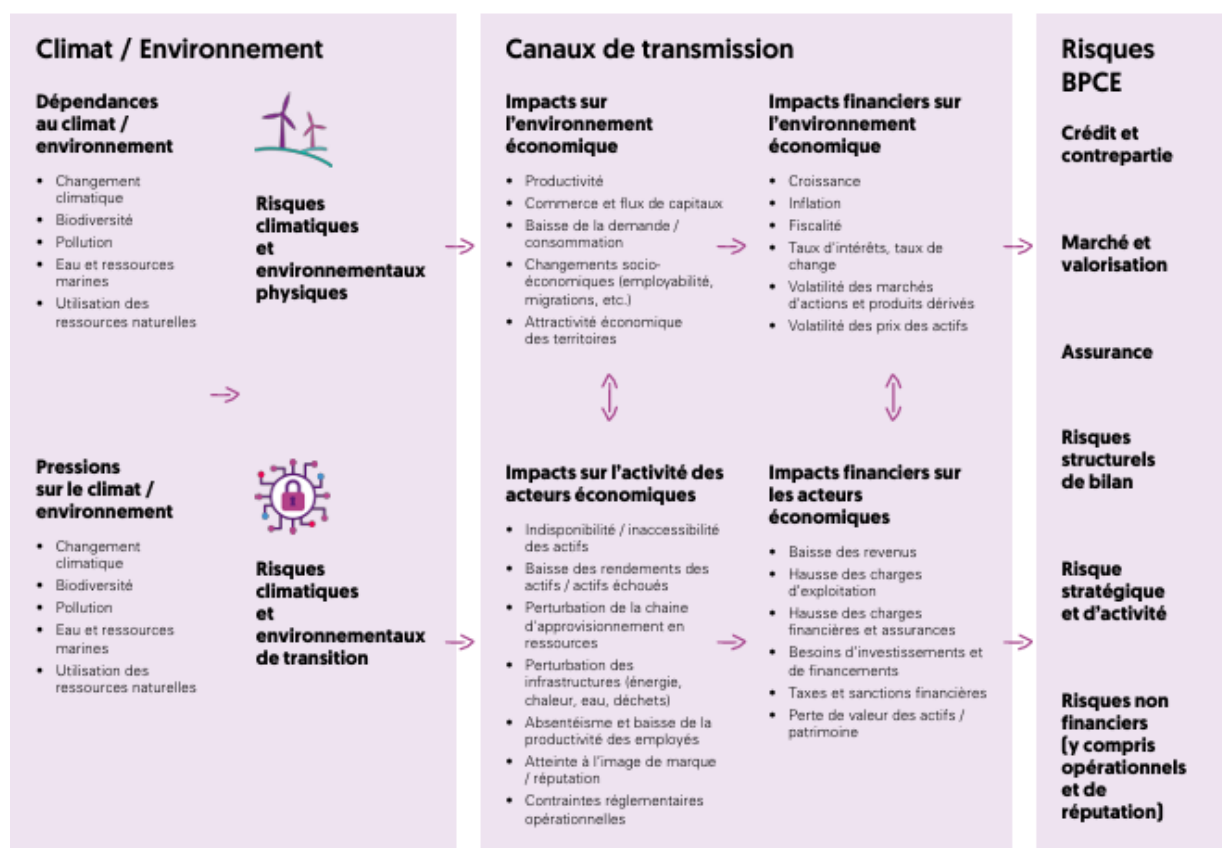 Climat / Environnement
Dépendances
au climat /
environnement
• Changement
climatique
• Biodiversité
• Pollution
• Eau et ressources
marines
• Utilisation des
ressources naturelles
Risques
climatiques
et
environnementaux
physiques
Pressions
sur le climat /
environnement
• Changement
climatique
• Biodiversité
• Pollution
• Eau et ressources
marines
• Utilisation des
ressources naturelles
Risques
climatiques
et
environnementaux
de transition
Canaux de transmission
Impacts sur
l'environnement
économique
• Productivité
• Commerce et flux de capitaux
• Baisse de la demande /
consommation
• Changements socio-
économiques (employabilité,
migrations, etc.)
• Attractivité économique
des territoires
Impacts financiers sur
l'environnement
économique
• Croissance
• Inflation
• Fiscalité
• Taux d'intérêts, taux de
change
• Volatilité des marchés
d'actions et produits dérivés
• Volatilité des prix des actifs
Impacts sur l'activité des
acteurs économiques
• Indisponibilité / inaccessibilité
des actifs
• Baisse des rendements des
actifs / actifs échoués
• Perturbation de la chaine
d'approvisionnement en
ressources
• Perturbation des
infrastructures (énergie,
chaleur, eau, déchets)
• Absentéisme et baisse de la
productivité des employés
• Atteinte à l'image de marque
/ réputation
• Contraintes réglementaires
opérationnelles
Impacts financiers sur
les acteurs
économiques
• Baisse des revenus
• Hausse des charges
d'exploitation
• Hausse des charges
financières et assurances
• Besoins d'investissements et
de financements
• Taxes et sanctions financières
• Perte de valeur des actifs /
patrimoine
Risques
BPCE
Crédit et
contrepartie
Marché et
valorisation
Assurance
Risques
structurels
de bilan
Risque
stratégique
et d'activité
Risques non
financiers
(y compris
opérationnels
et de
réputation)